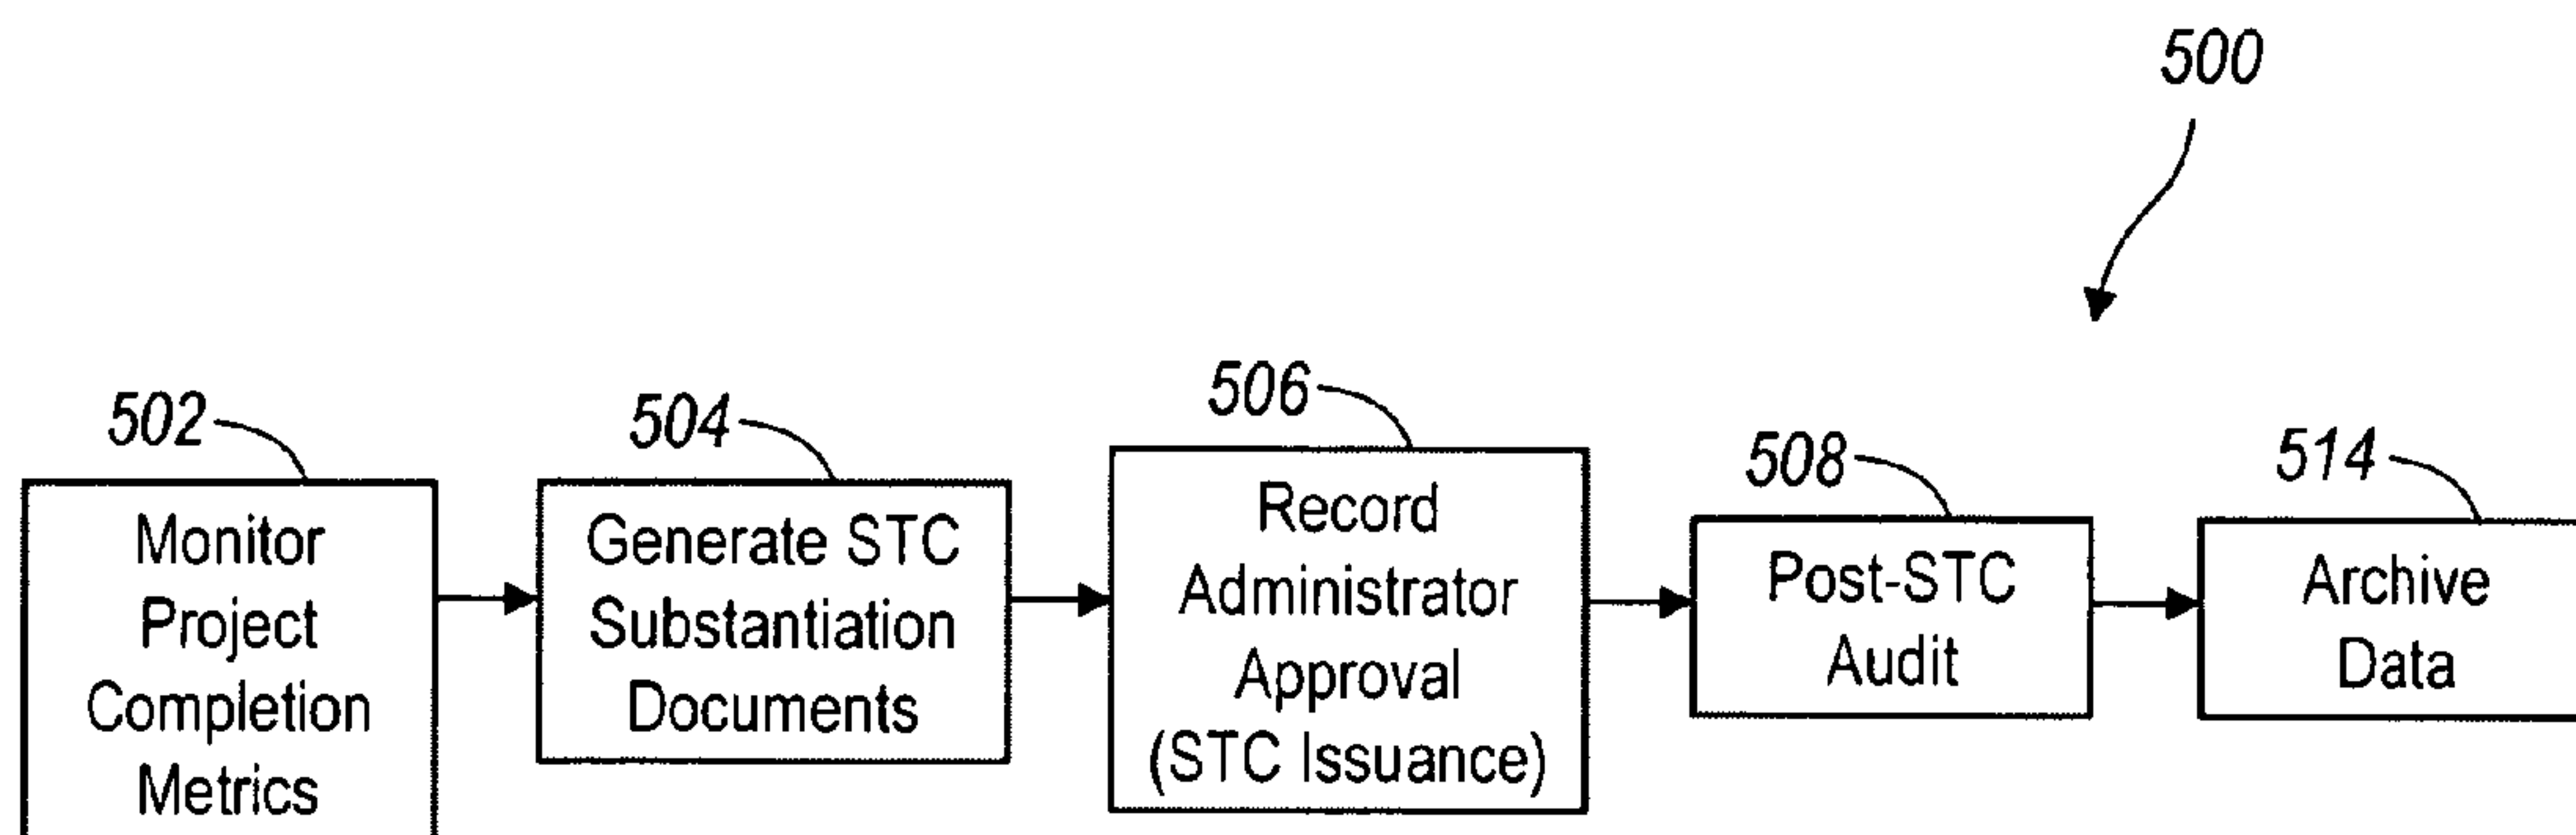 500
502
Monitor
Project
Completion
Metrics
504
Generate STC
Substantiation
Documents
506
Record
Administrator
Approval
(STC Issuance)
508
Post-STC
Audit
514
Archive
Data